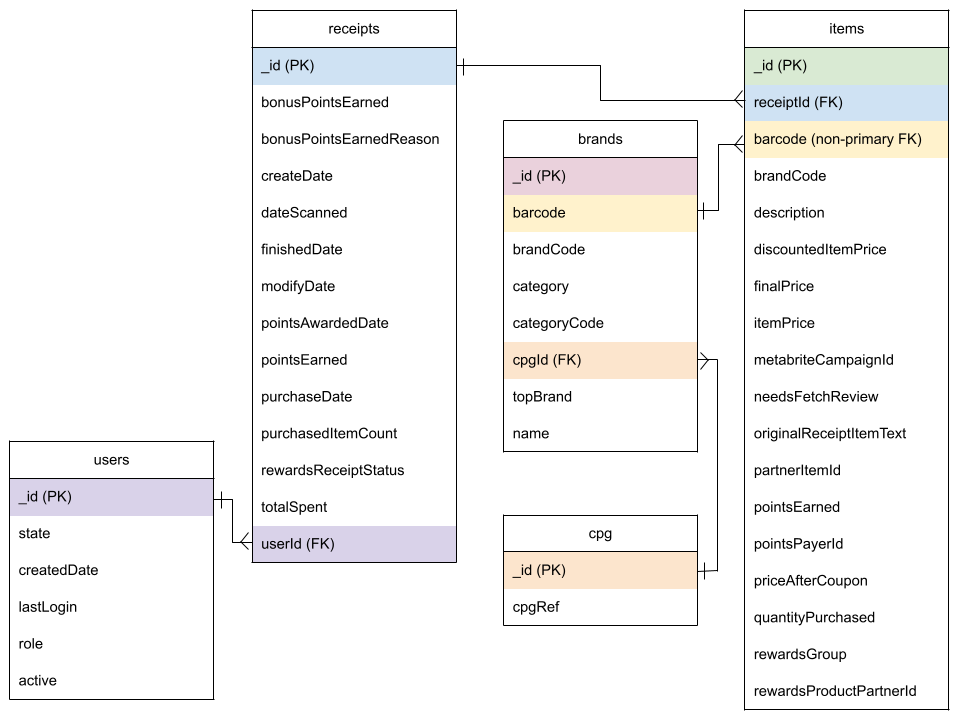 receipts
_id (PK)
bonusPointsEarned
bonusPointsEarnedReason
createDate
dateScanned
finishedDate
modifyDate
pointsAwardedDate
pointsEarned
purchaseDate
purchasedItemCount
rewardsReceiptStatus
totalSpent
userId (FK)
users
_id (PK)
state
createdDate
lastLogin
role
active
brands
_id (PK)
barcode
brandCode
category
categoryCode
cpgId (FK)
topBrand
name
cpg
_id (PK)
cpgRef
items
_id (PK)
receiptId (FK)
barcode (non-primary FK)
brandCode
description
discountedItemPrice
finalPrice
itemPrice
metabriteCampaignId
needsFetchReview
originalReceiptItemText
partnerItemId
pointsEarned
pointsPayerId
priceAfterCoupon
quantityPurchased
rewardsGroup
rewardsProductPartnerId